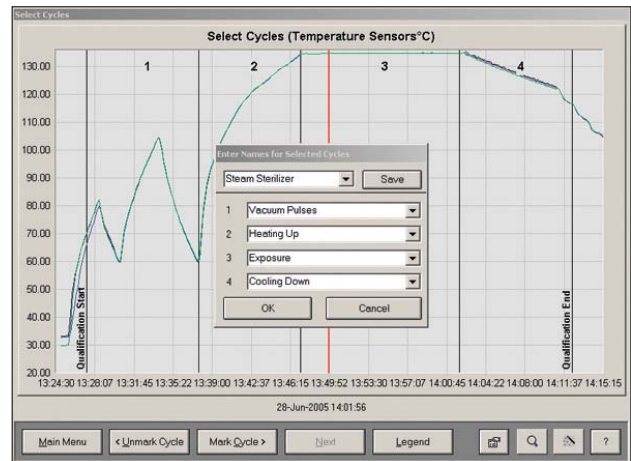 Select Cycles
Select Cycles (Temperature Sensors°C)
130.00
120.00
110.00
100.00
90.00
80.00
70.00
60.00
50.00
40.00
30.00
20.00
1
2
3
4
Qualification Start
Qualification End
Enter Names for Selected Cycles
Steam Sterilizer
Save
1 Vacuum Pulses
2 Heating Up
3 Exposure
4 Cooling Down
OK Cancel
13:24:30 13:28:07 13:31:45 13:35:22 13:39:00 13:42:37 13:46:15 13:49:52 13:53:30 13:57:07 14:00:45 14:04:22 14:08:00 14:11:37 14:15:15
28-Jun-2005 14:01:56
Main Menu < Unmark Cycle Mark Cycle > Next Legend ?